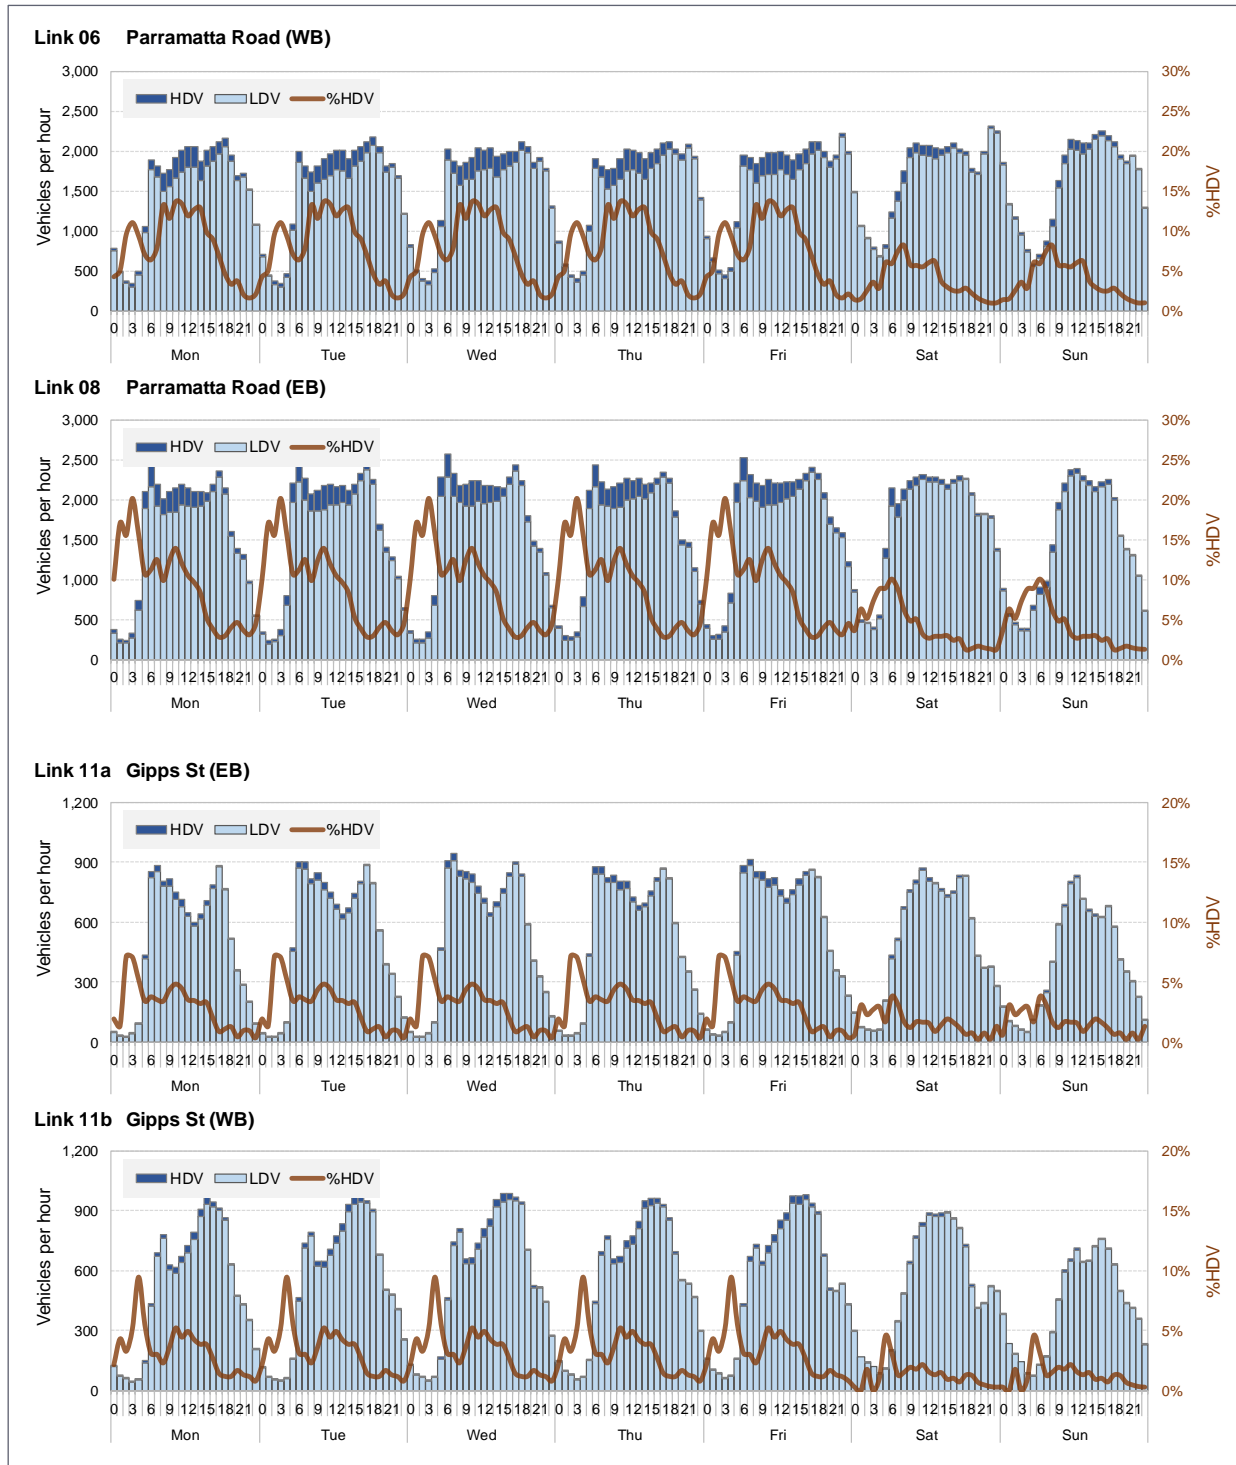 Link 06 Parramatta Road (WB)
3,000 30%
HDV LDV %HDV
2,500 25%
2,000 20%
1,500 15%
1,000 10%
500 5%
0 0%
Vehicles per hour
%HDV
0 3 6 9 12 15 18 21 0 3 6 9 12 15 18 21 0 3 6 9 12 15 18 21 0 3 6 9 12 15 18 21 0 3 6 9 12 15 18 21 0 3 6 9 12 15 18 21 0 3 6 9 12 15 18 21
Mon Tue Wed Thu Fri Sat Sun
Link 08 Parramatta Road (EB)
3,000 30%
HDV LDV %HDV
2,500 25%
2,000 20%
1,500 15%
1,000 10%
500 5%
0 0%
Vehicles per hour
%HDV
0 3 6 9 12 15 18 21 0 3 6 9 12 15 18 21 0 3 6 9 12 15 18 21 0 3 6 9 12 15 18 21 0 3 6 9 12 15 18 21 0 3 6 9 12 15 18 21 0 3 6 9 12 15 18 21
Mon Tue Wed Thu Fri Sat Sun
Link 11a Gipps St (EB)
1,200 20%
HDV LDV %HDV
900 15%
600 10%
300 5%
0 0%
Vehicles per hour
%HDV
0 3 6 9 12 15 18 21 0 3 6 9 12 15 18 21 0 3 6 9 12 15 18 21 0 3 6 9 12 15 18 21 0 3 6 9 12 15 18 21 0 3 6 9 12 15 18 21 0 3 6 9 12 15 18 21
Mon Tue Wed Thu Fri Sat Sun
Link 11b Gipps St (WB)
1,200 20%
HDV LDV %HDV
900 15%
600 10%
300 5%
0 0%
Vehicles per hour
%HDV
0 3 6 9 12 15 18 21 0 3 6 9 12 15 18 21 0 3 6 9 12 15 18 21 0 3 6 9 12 15 18 21 0 3 6 9 12 15 18 21 0 3 6 9 12 15 18 21 0 3 6 9 12 15 18 21
Mon Tue Wed Thu Fri Sat Sun